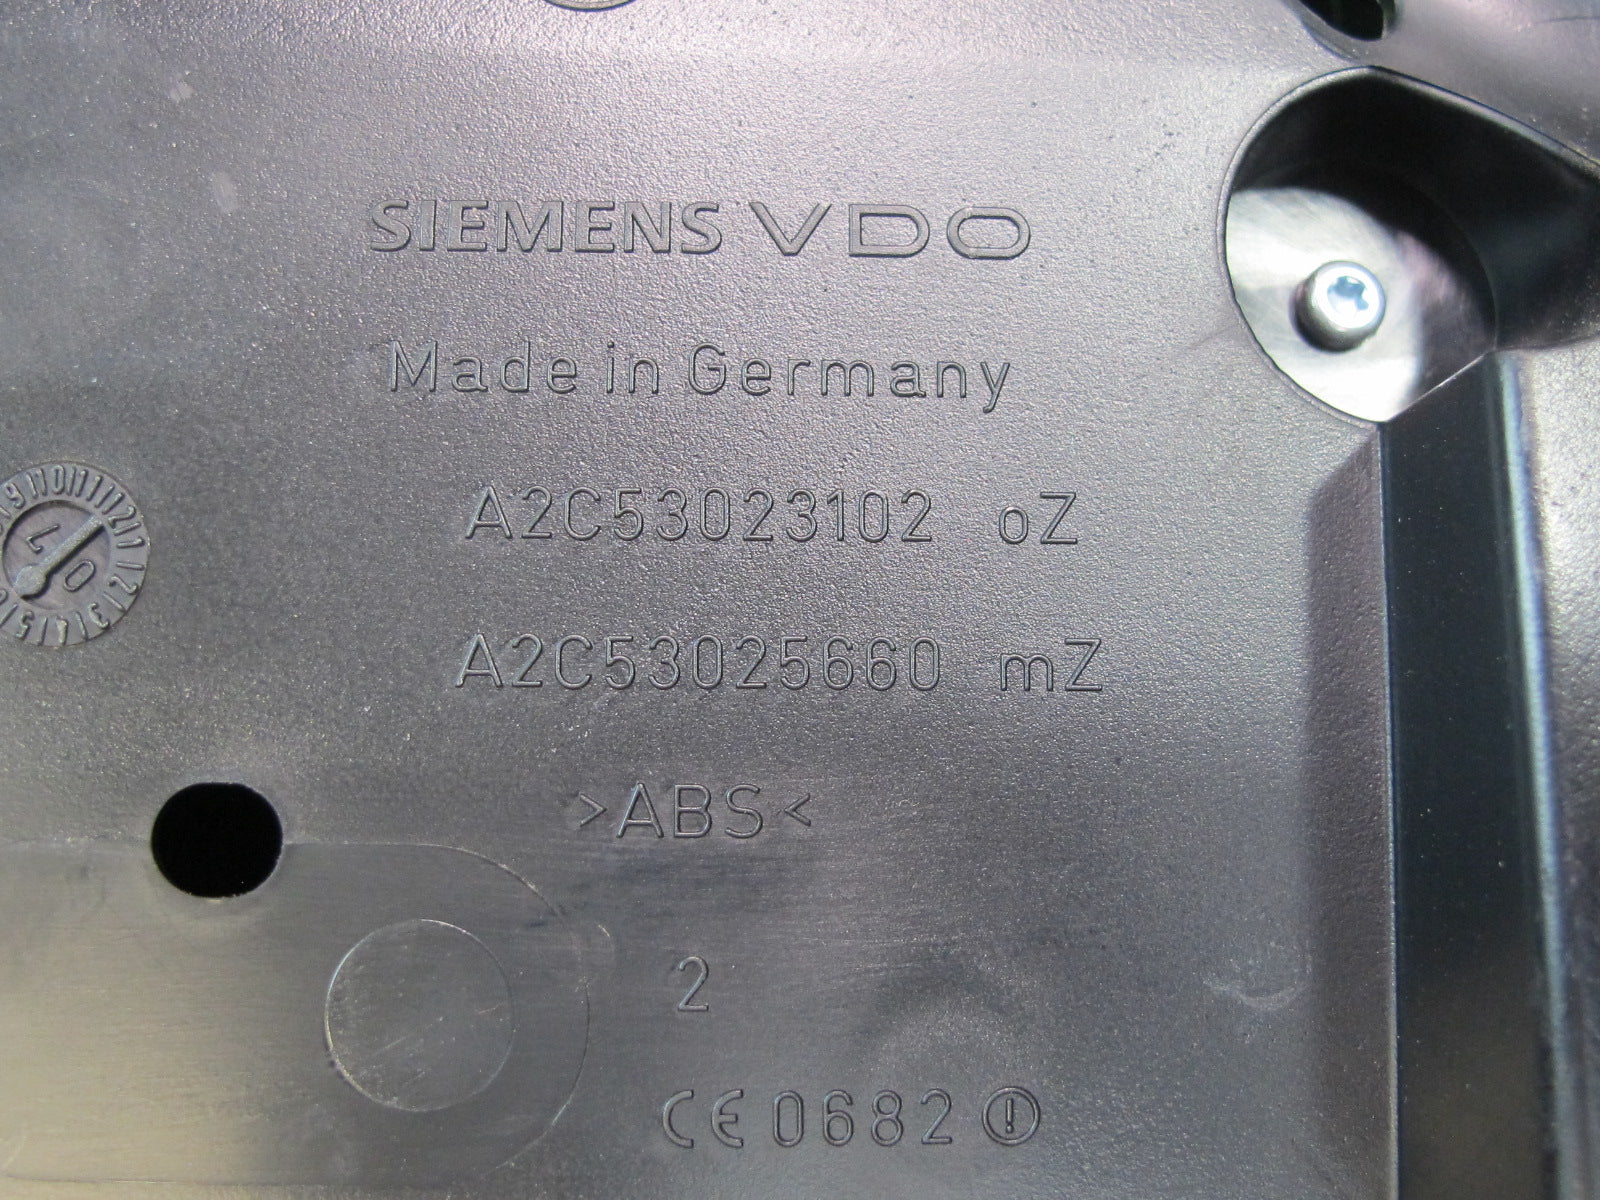 SIEMENS VDO
Made in Germany
A2C53023102 oZ
A2C53025660 mZ
>ABS<
2
CE 0682